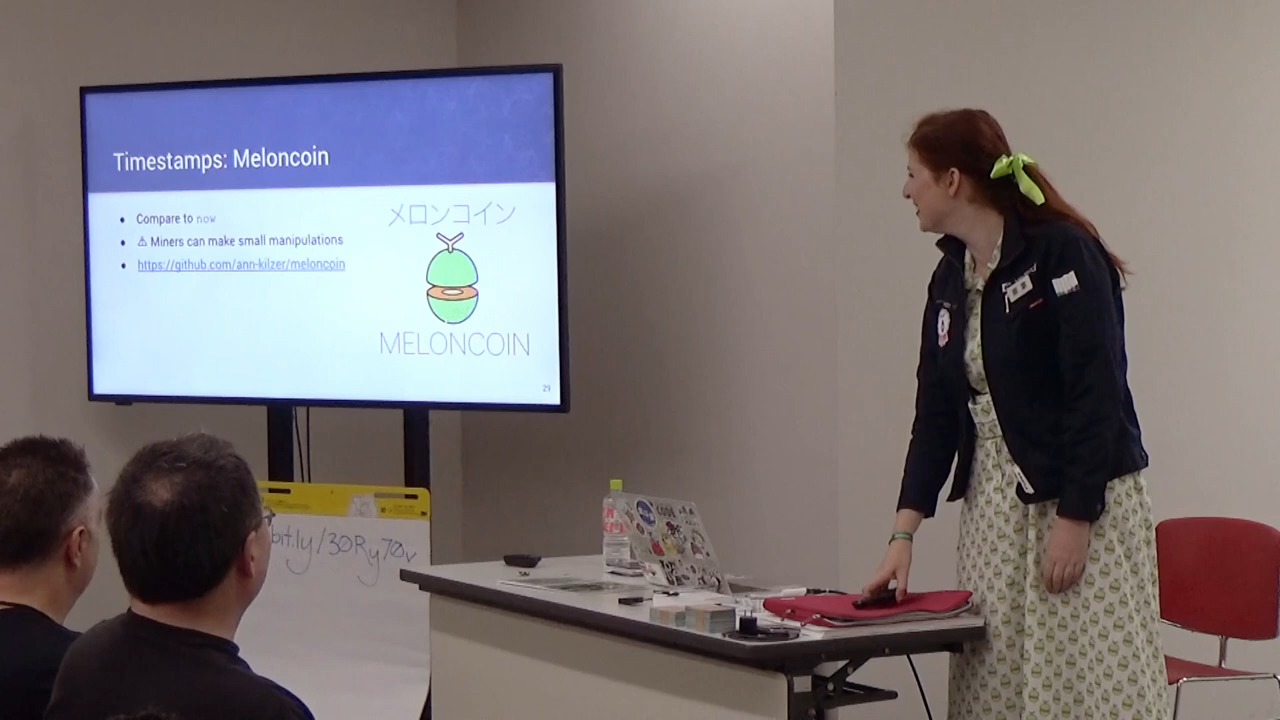 Timestamps: Meloncoin
Compare to now
⚠ Miners can make small manipulations
https://github.com/ann-kilzer/meloncoin
メロンコイン
MELONCOIN
29
bit.ly/3ORy7ov